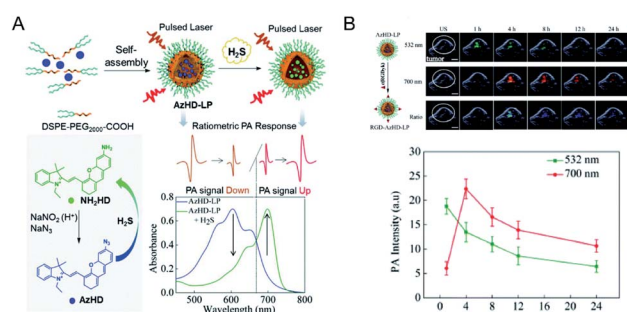 A
Self-
assembly
Pulsed Laser
H₂S
Pulsed Laser
AzHD-LP
DSPE-PEG₂₀₀₀-COOH
Ratiometric PA Response
PA signal Down
PA signal Up
NH₂
NH₂HD
NaNO₂ (H⁺)
NaN₃
H₂S
N₃
AzHD
AzHD-LP
AzHD-LP
+ H₂S
Absorbance
500
600
700
800
Wavelength (nm)
B
AzHD-LP
RGD-AzHD-LP
US
1 h
4 h
8 h
12 h
24 h
532 nm
tumor
700 nm
Ratio
532 nm
700 nm
PA Intensity (a.u)
40
30
20
10
0
0
4
8
12
16
20
24